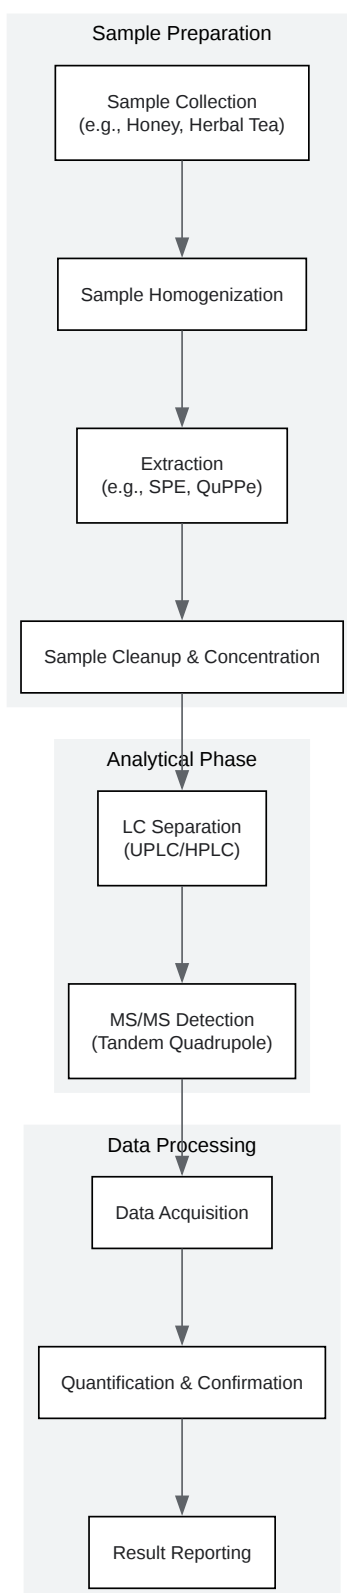 Sample Preparation
Sample Collection
(e.g., Honey, Herbal Tea)
Sample Homogenization
Extraction
(e.g., SPE, QuPPe)
Sample Cleanup & Concentration
Analytical Phase
LC Separation
(UPLC/HPLC)
MS/MS Detection
(Tandem Quadrupole)
Data Processing
Data Acquisition
Quantification & Confirmation
Result Reporting